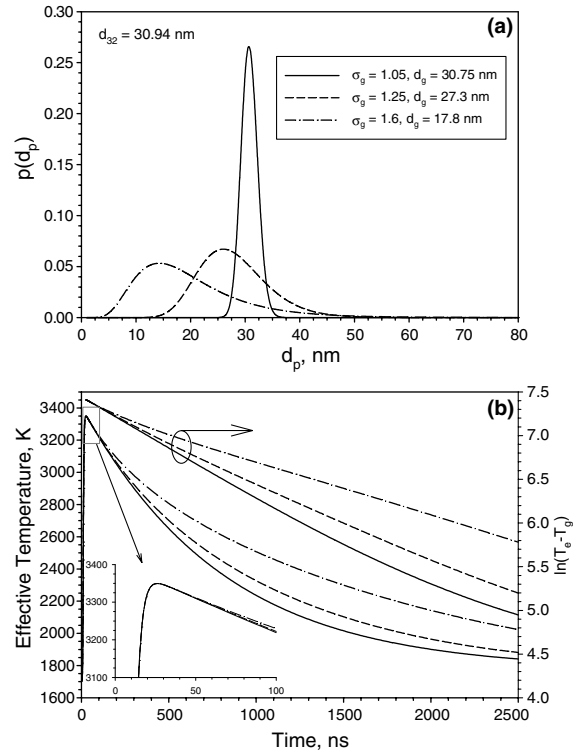 (a)
d32 = 30.94 nm
σg = 1.05, dg = 30.75 nm
σg = 1.25, dg = 27.3 nm
σg = 1.6, dg = 17.8 nm
p(dp)
0.30
0.25
0.20
0.15
0.10
0.05
0.00
0 10 20 30 40 50 60 70 80
dp, nm
(b)
Effective Temperature, K
3400
3200
3000
2800
2600
2400
2200
2000
1800
1600
7.5
7.0
6.5
6.0
5.5
5.0
4.5
4.0
ln(Te-Tg)
3400
3300
3200
3100
0 50 100
0 500 1000 1500 2000 2500
Time, ns